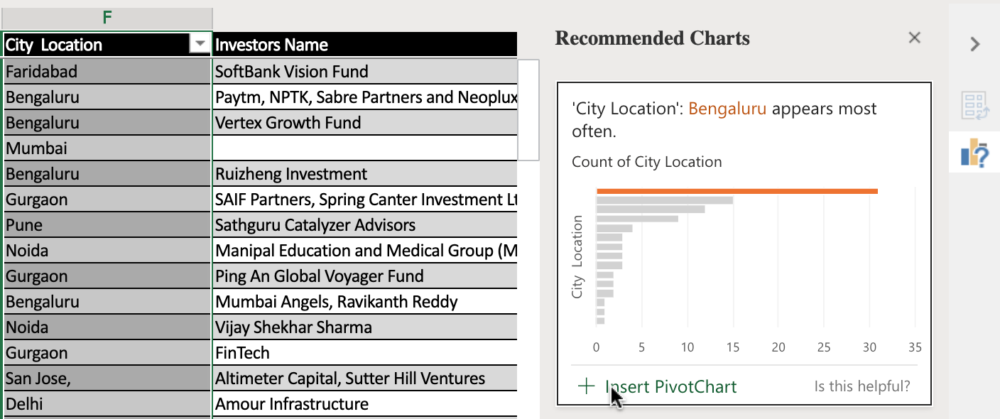 F
City  Location
Investors Name
Faridabad
SoftBank Vision Fund
Bengaluru
Paytm, NPTK, Sabre Partners and Neoplux
Bengaluru
Vertex Growth Fund
Mumbai
Bengaluru
Ruizheng Investment
Gurgaon
SAIF Partners, Spring Canter Investment Lt
Pune
Sathguru Catalyzer Advisors
Noida
Manipal Education and Medical Group (M
Gurgaon
Ping An Global Voyager Fund
Bengaluru
Mumbai Angels, Ravikanth Reddy
Noida
Vijay Shekhar Sharma
Gurgaon
FinTech
San Jose,
Altimeter Capital, Sutter Hill Ventures
Delhi
Amour Infrastructure
Recommended Charts
'City Location': Bengaluru appears most
often.
Count of City Location
City  Location
0 5 10 15 20 25 30 35
Insert PivotChart
Is this helpful?